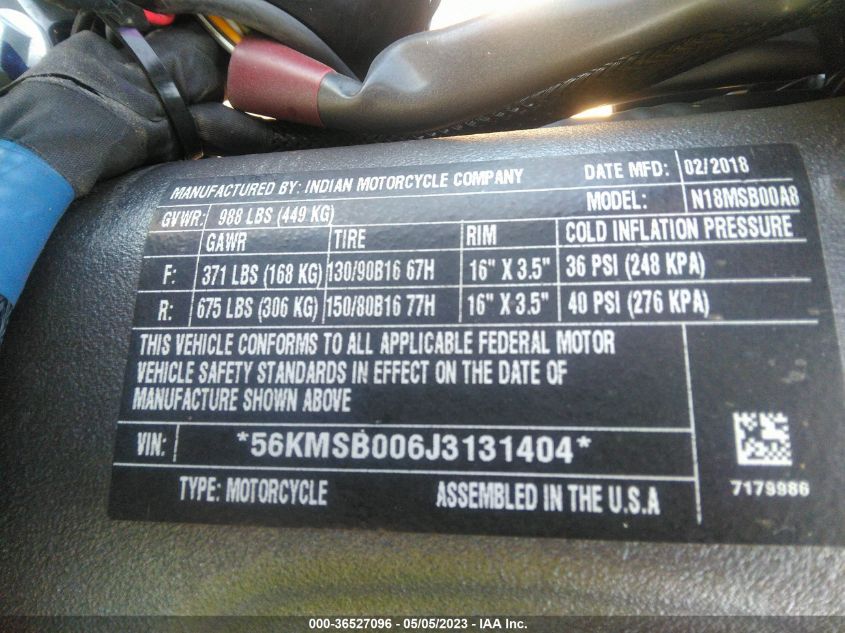 MANUFACTURED BY: INDIAN MOTORCYCLE COMPANY DATE MFD: 02/2018
GVWR: 988 LBS (449 KG) MODEL: N18MSB00A8
GAWR TIRE RIM COLD INFLATION PRESSURE
F: 371 LBS (168 KG) 130/90B16 67H 16" X 3.5" 36 PSI (248 KPA)
R: 675 LBS (306 KG) 150/80B16 77H 16" X 3.5" 40 PSI (276 KPA)
THIS VEHICLE CONFORMS TO ALL APPLICABLE FEDERAL MOTOR
VEHICLE SAFETY STANDARDS IN EFFECT ON THE DATE OF
MANUFACTURE SHOWN ABOVE
VIN: *56KMSB006J3131404*
TYPE: MOTORCYCLE ASSEMBLED IN THE U.S.A
7179986
000-36527096 - 05/05/2023 - IAA Inc.